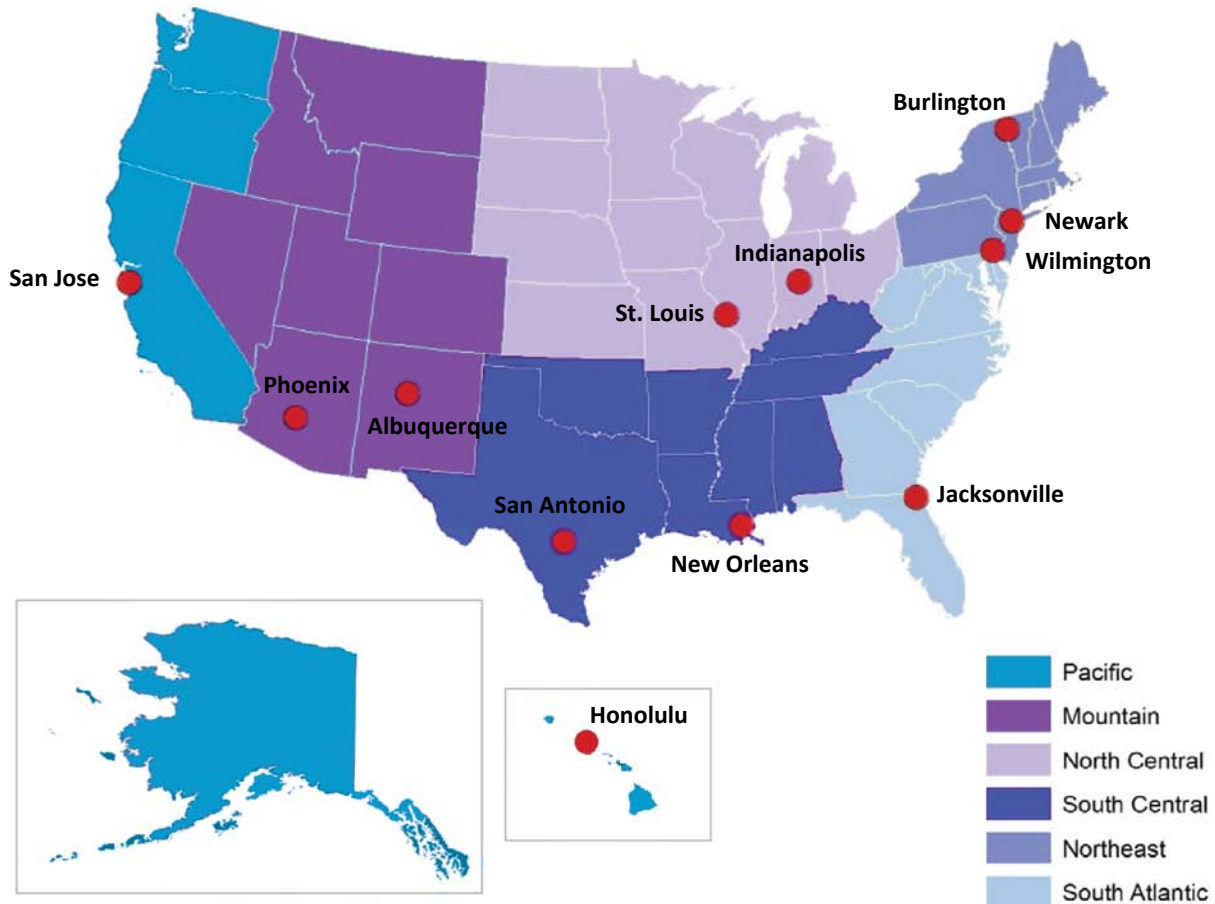 Burlington
Newark
Indianapolis
Wilmington
San Jose
St. Louis
Phoenix
Albuquerque
San Antonio
Jacksonville
New Orleans
Honolulu
Pacific
Mountain
North Central
South Central
Northeast
South Atlantic